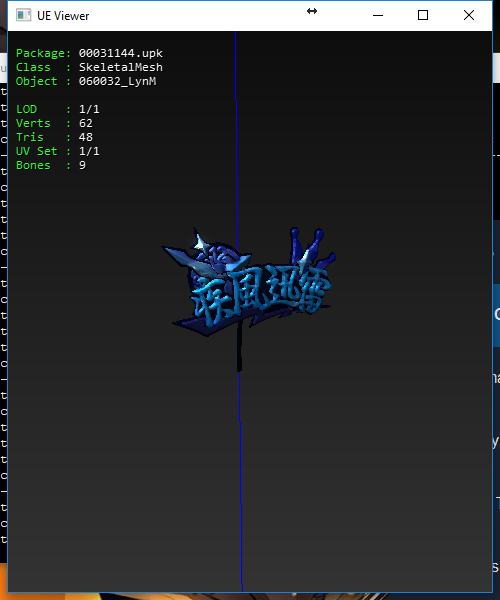 UE Viewer
Package: 00031144.upk
Class : SkeletalMesh
Object : 060032_LynM
LOD : 1/1
Verts : 62
Tris : 48
UV Set : 1/1
Bones : 9
疾風迅雷